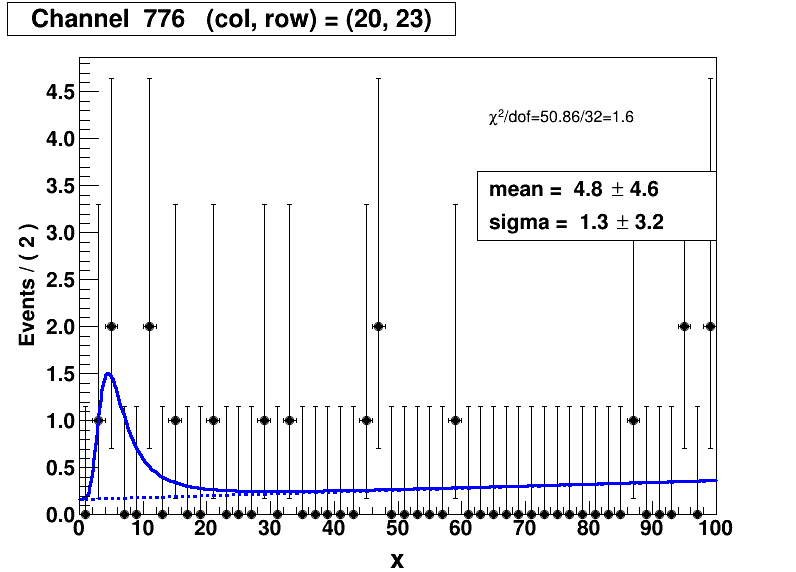 Channel 776 (col, row) = (20, 23)
χ²/dof=50.86/32=1.6
mean = 4.8 ± 4.6
sigma = 1.3 ± 3.2
Events / ( 2 )
4.5
4.0
3.5
3.0
2.5
2.0
1.5
1.0
0.5
0.0
0 10 20 30 40 50 60 70 80 90 100
x